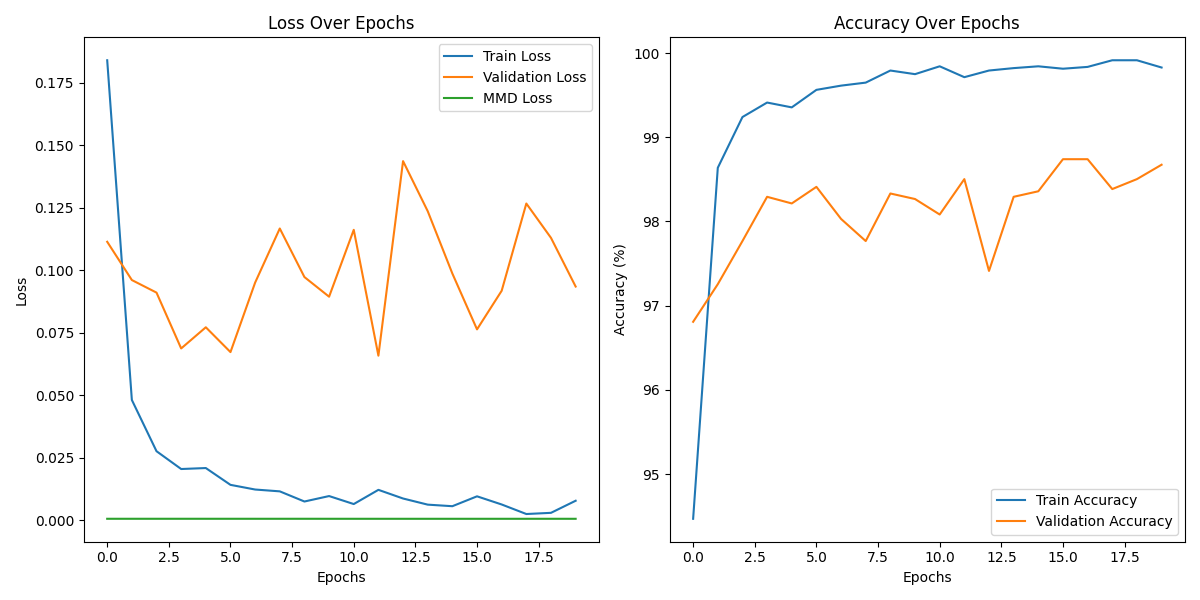 Loss Over Epochs
Train Loss
Validation Loss
MMD Loss
0.175
0.150
0.125
0.100
0.075
0.050
0.025
0.000
Loss
0.0 2.5 5.0 7.5 10.0 12.5 15.0 17.5
Epochs
Accuracy Over Epochs
100
99
98
97
96
95
Accuracy (%)
Train Accuracy
Validation Accuracy
0.0 2.5 5.0 7.5 10.0 12.5 15.0 17.5
Epochs